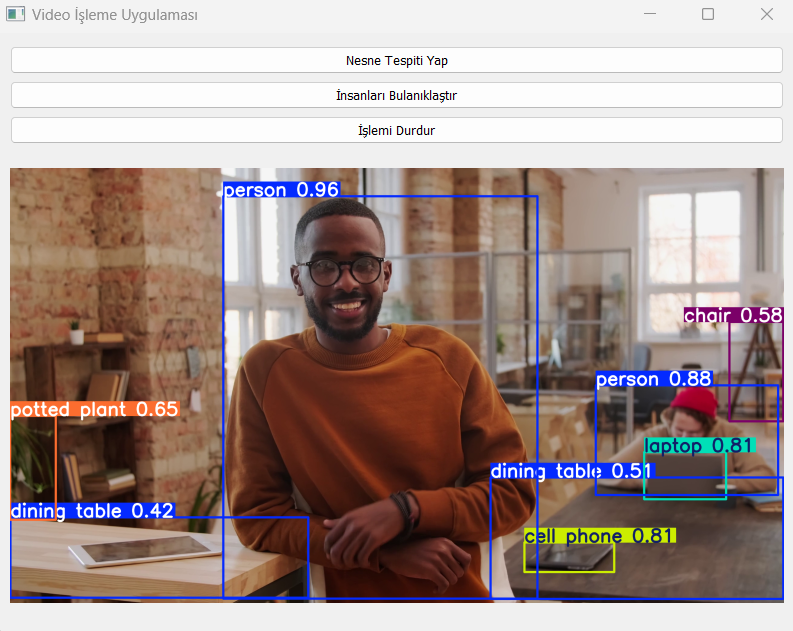 Video İşleme Uygulaması
Nesne Tespiti Yap
İnsanları Bulanıklaştır
İşlemi Durdur
person 0.96
chair 0.58
person 0.88
potted plant 0.65
laptop 0.81
dining table 0.51
dining table 0.42
cell phone 0.81